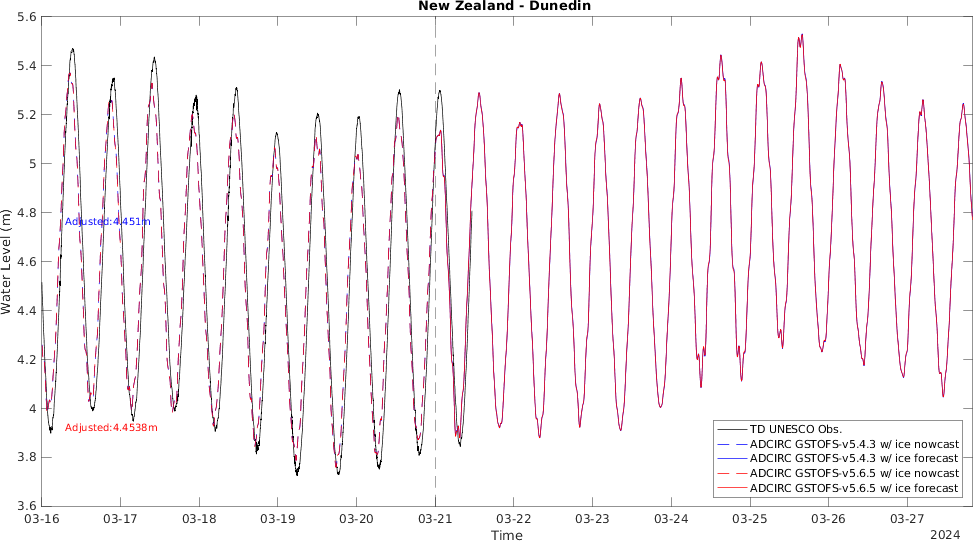 New Zealand - Dunedin
5.6
5.4
5.2
5
4.8
4.6
4.4
4.2
4
3.8
3.6
Water Level (m)
Adjusted:4.451m
Adjusted:4.4538m
TD UNESCO Obs.
ADCIRC GSTOFS-v5.4.3 w/ ice nowcast
ADCIRC GSTOFS-v5.4.3 w/ ice forecast
ADCIRC GSTOFS-v5.6.5 w/ ice nowcast
ADCIRC GSTOFS-v5.6.5 w/ ice forecast
03-16 03-17 03-18 03-19 03-20 03-21 03-22 03-23 03-24 03-25 03-26 03-27
Time
2024